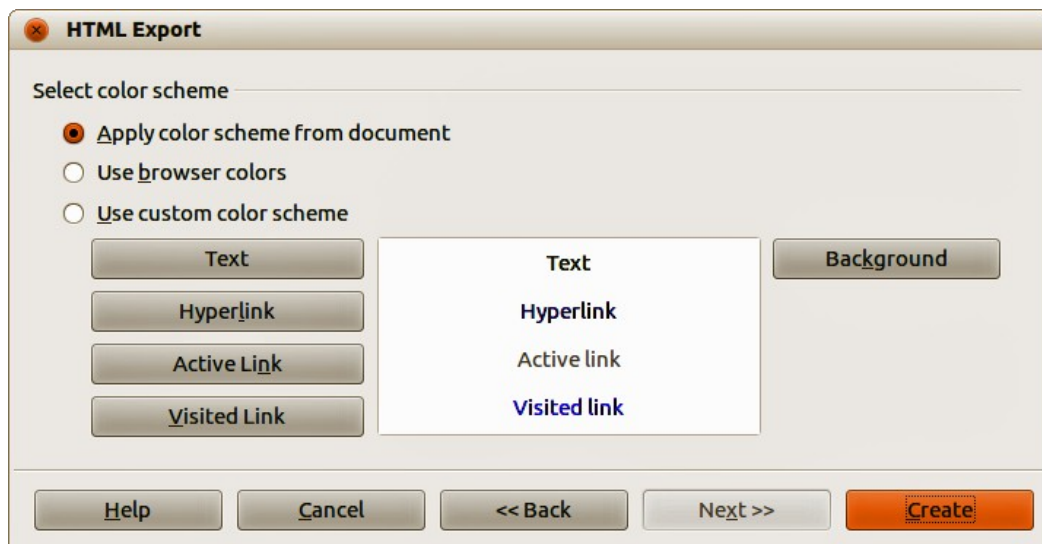 HTML Export
Select color scheme
Apply color scheme from document
Use browser colors
Use custom color scheme
Text Text Background
Hyperlink Hyperlink
Active Link Active link
Visited Link Visited link
Help Cancel << Back Next >> Create